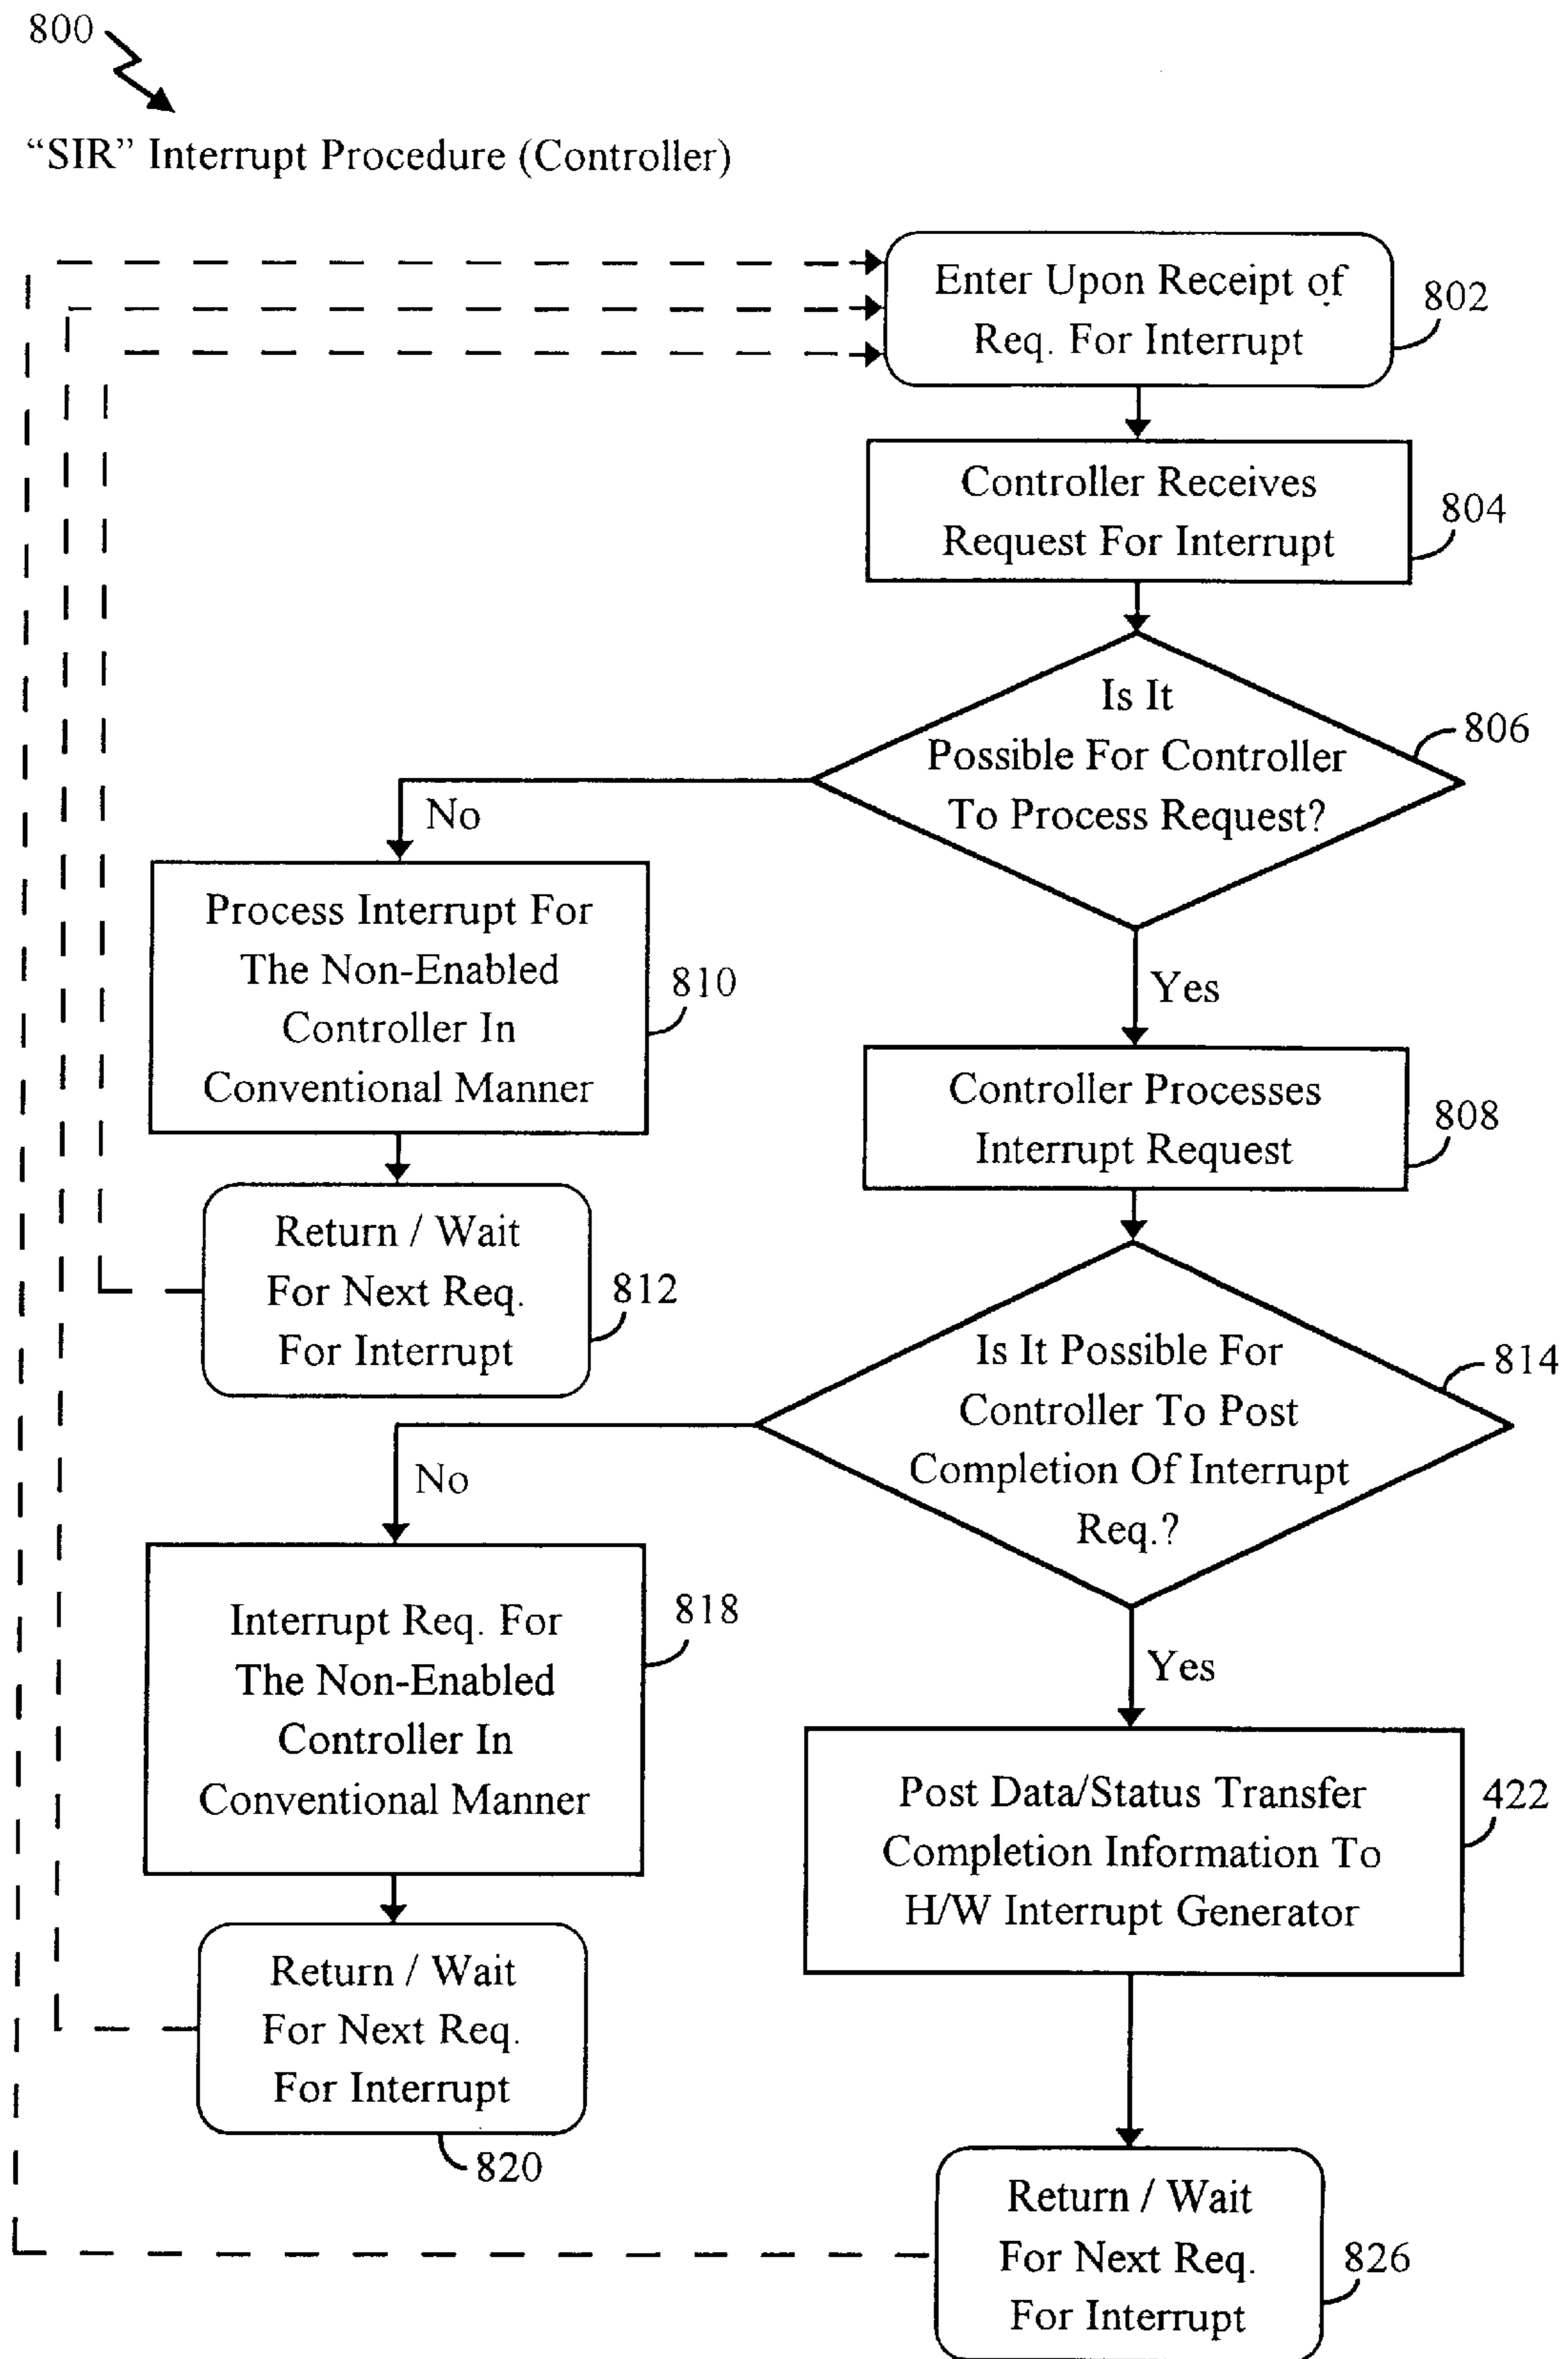 800
“SIR” Interrupt Procedure (Controller)
Enter Upon Receipt of
Req. For Interrupt
802
Controller Receives
Request For Interrupt
804
Is It
Possible For Controller
To Process Request?
806
No
Process Interrupt For
The Non-Enabled
Controller In
Conventional Manner
810
Yes
Controller Processes
Interrupt Request
808
Return / Wait
For Next Req.
For Interrupt
812
Is It Possible For
Controller To Post
Completion Of Interrupt
Req.?
814
No
Interrupt Req. For
The Non-Enabled
Controller In
Conventional Manner
818
Yes
Post Data/Status Transfer
Completion Information To
H/W Interrupt Generator
422
Return / Wait
For Next Req.
For Interrupt
820
Return / Wait
For Next Req.
For Interrupt
826